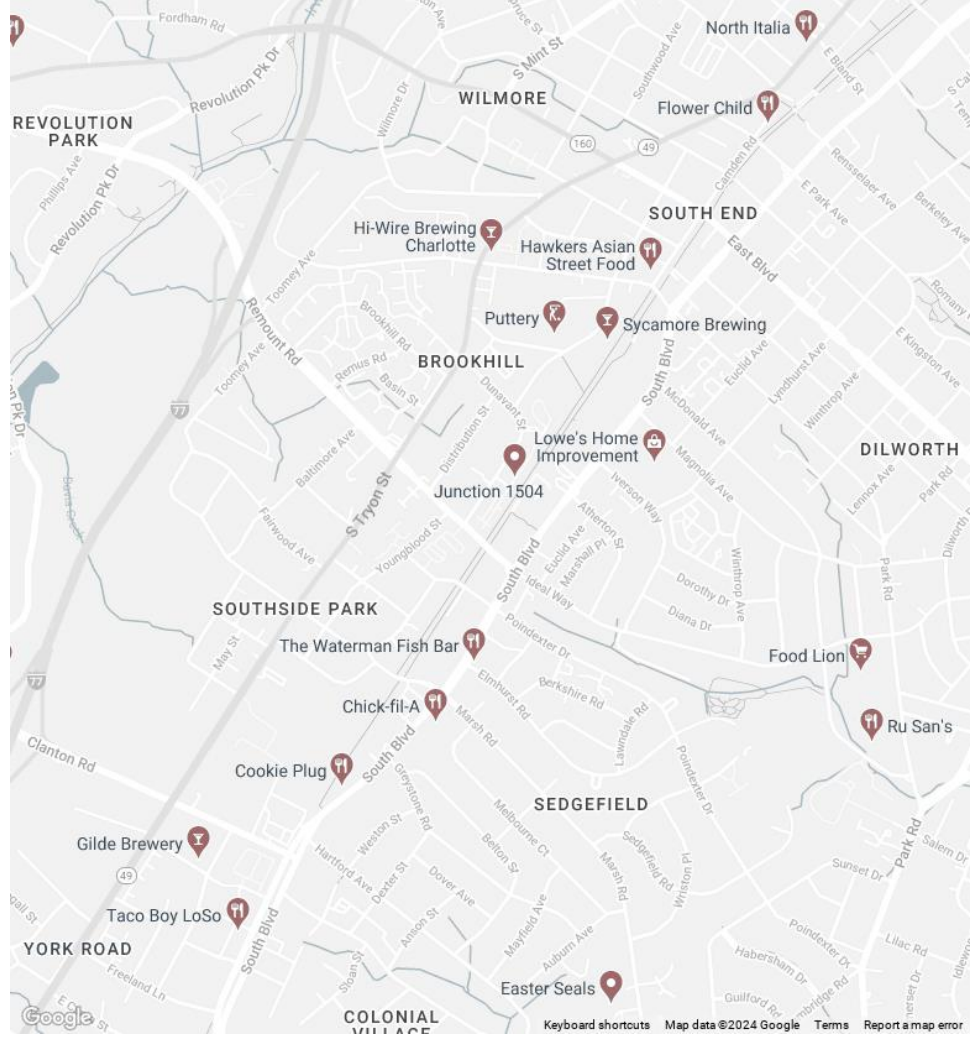 Fordham Rd
North Italia
S Mint St
Southwood Ave
E Bland St
Revolution Pk Dr
Wilmore Dr
WILMORE
Flower Child
REVOLUTION
PARK
160
49
Camden Rd
Rensselaer Ave
Phillips Ave
E Park Ave
Berkeley Ave
Revolution Pk Dr
SOUTH END
Hi-Wire Brewing
Charlotte
Hawkers Asian
Street Food
East Blvd
Toomey Ave
Romany
Remount Rd
Brookhill Rd
Puttery
Sycamore Brewing
E Kingston Ave
Toomey Ave
Remus Rd
BROOKHILL
South Blvd
Euclid Ave
Lyndhurst Ave
Basin St
Dunavant St
McDonald Ave
Winthrop Ave
77
on Pk Dr
Distribution St
Lowe's Home
Improvement
Baltimore Ave
Magnolia Ave
DILWORTH
Junction 1504
Iverson Way
Lennox Ave
Park Rd
S Tryon St
Atherton St
Fairwood Ave
Youngblood St
South Blvd
Euclid Ave
Marshall Pl
Winthrop Ave
Dilworth
Ideal Way
Dorothy Dr
Park Rd
SOUTHSIDE PARK
Diana Dr
May St
The Waterman Fish Bar
Poindexter Dr
Food Lion
77
Elmhurst Rd
Berkshire Rd
Chick-fil-A
Marsh Rd
Lawndale Rd
Ru San's
Clanton Rd
South Blvd
Poindexter Dr
Cookie Plug
Greystone Rd
SEDGEFIELD
Melbourne Ct
Gilde Brewery
Weston St
Sedgefield Rd
Park Rd
Salem Dr
Hartford Ave
Belton St
Marsh Rd
Wriston Pl
Sunset Dr
49
Dexter St
Dover Ave
Taco Boy LoSo
Anson St
Mayfield Ave
Poindexter Dr
YORK ROAD
South Blvd
Auburn Ave
Lilac Rd
Freeland Ln
Sloan St
Habersham Dr
Easter Seals
Guilford Rd
Google
COLONIAL
VILLAGE
Keyboard shortcuts Map data ©2024 Google Terms Report a map error